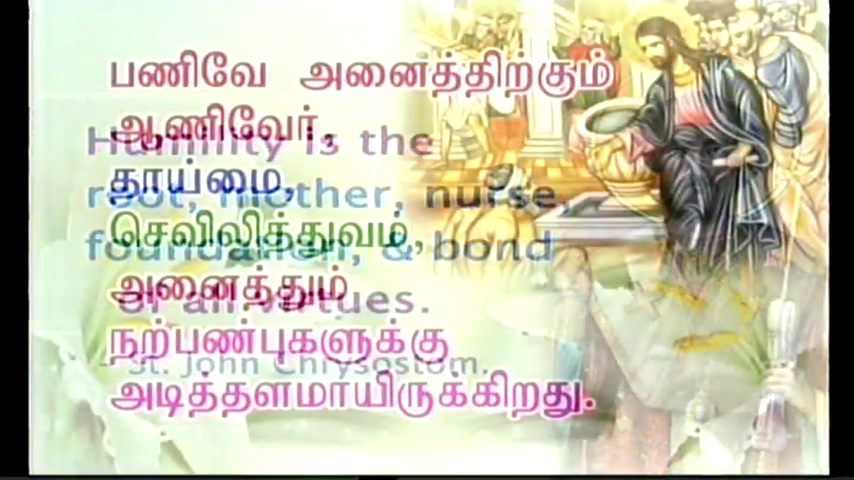 பணிவே அனைத்திற்கும்
ஆணிவேர்,
Humility is the
தாய்மை,
root, mother, nurse,
செவிலித்துவம்,
foundation, & bond
அனைத்தும்
of all virtues.
நற்பண்புகளுக்கு
- St. John Chrysostom.
அடித்தளமாயிருக்கிறது.